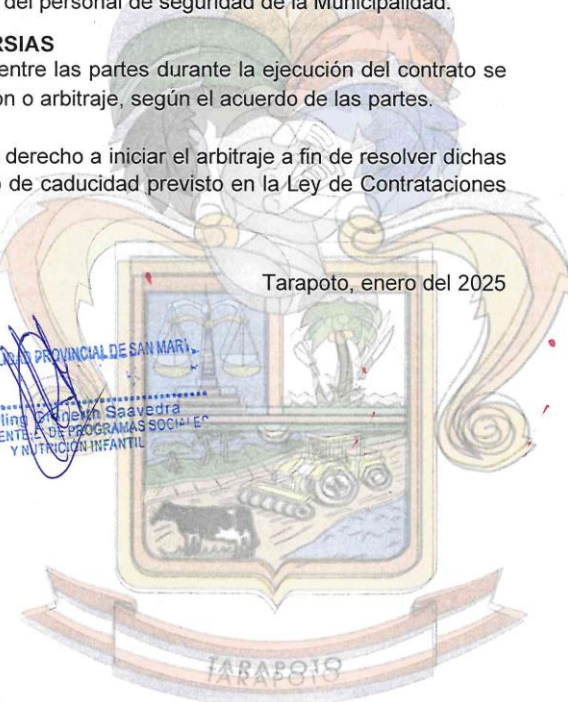 del personal de seguridad de la Municipalidad.
RSIAS
entre las partes durante la ejecución del contrato se
ón o arbitraje, según el acuerdo de las partes.
derecho a iniciar el arbitraje a fin de resolver dichas
o de caducidad previsto en la Ley de Contrataciones
Tarapoto, enero del 2025
PROVINCIAL DE SAN MART
Saavedra
DE PROGRAMAS SOCIALES
Y NUTRICIÓN INFANTIL
TARAPOTO